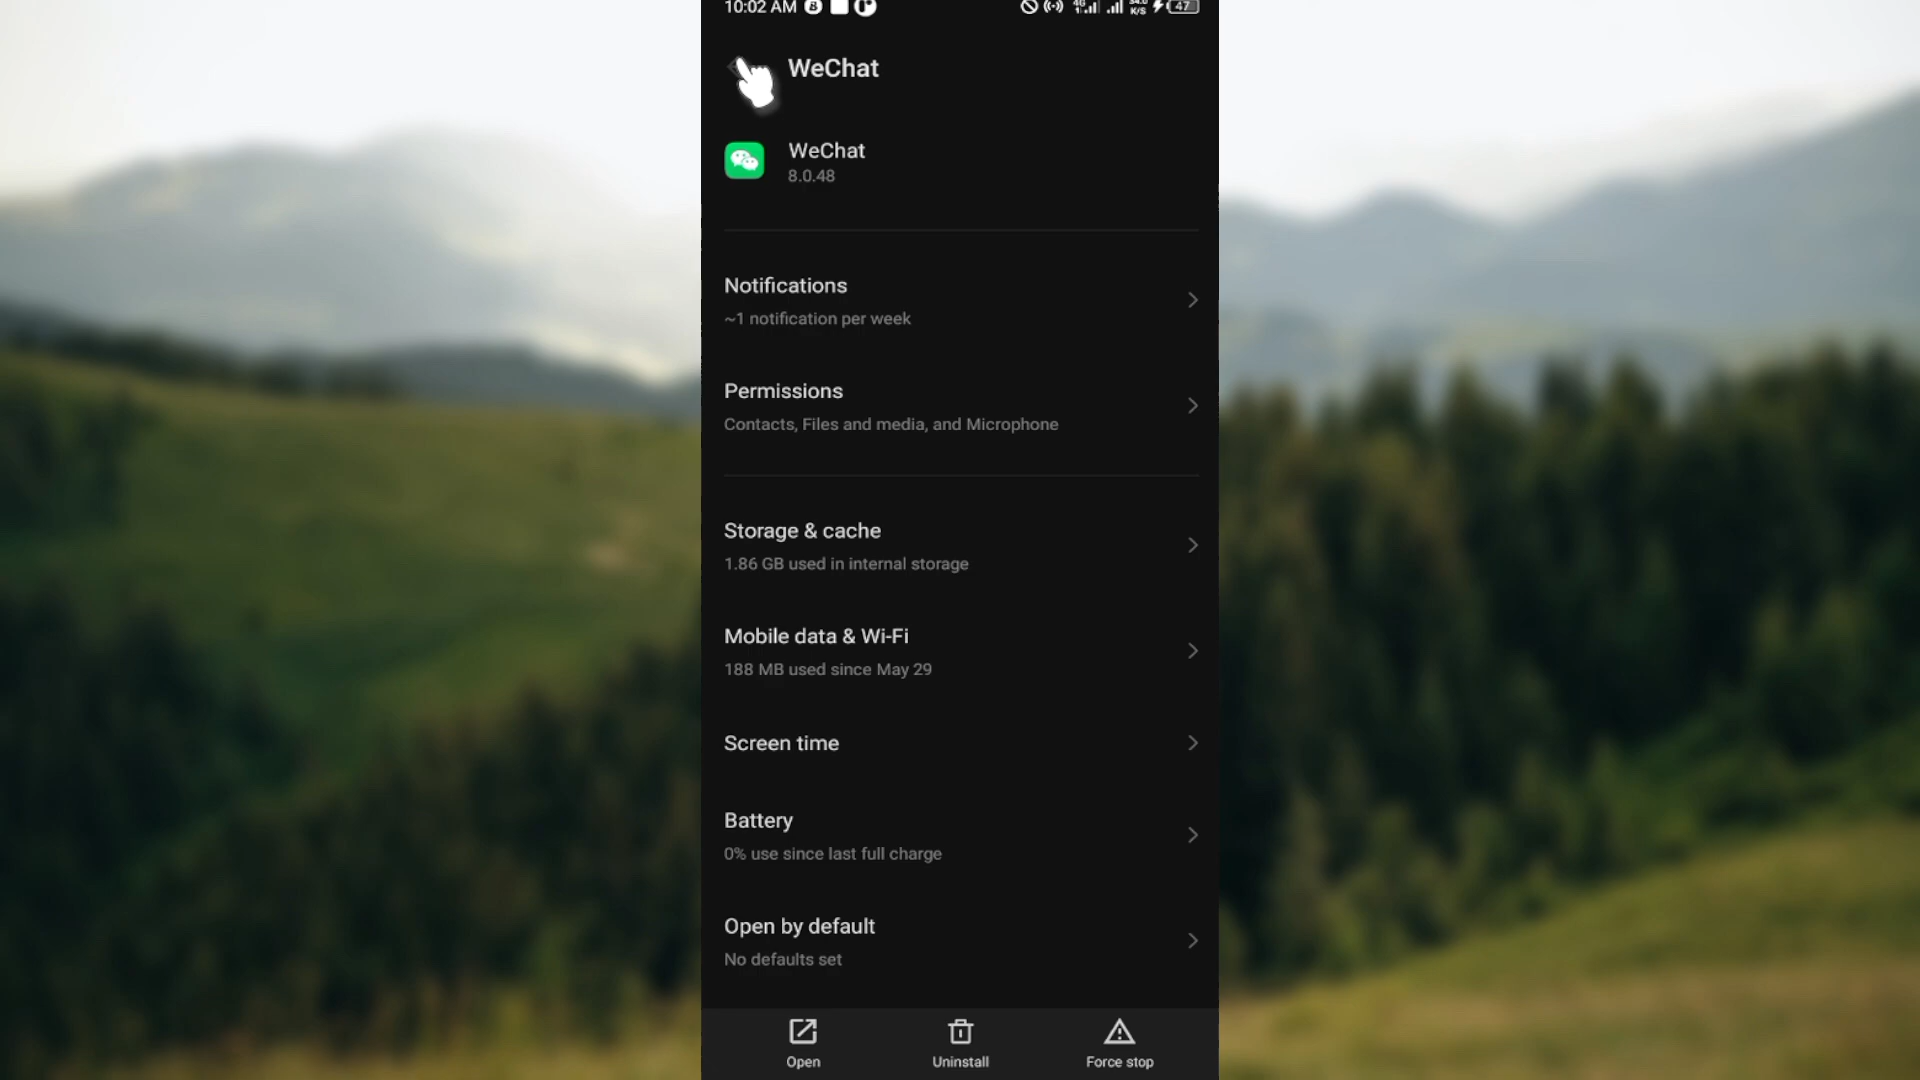 10:02 AM
4G
K/S
47
WeChat
WeChat
8.0.48
Notifications
~1 notification per week
Permissions
Contacts, Files and media, and Microphone
Storage & cache
1.86 GB used in internal storage
Mobile data & Wi-Fi
188 MB used since May 29
Screen time
Battery
0% use since last full charge
Open by default
No defaults set
Open
Uninstall
Force stop